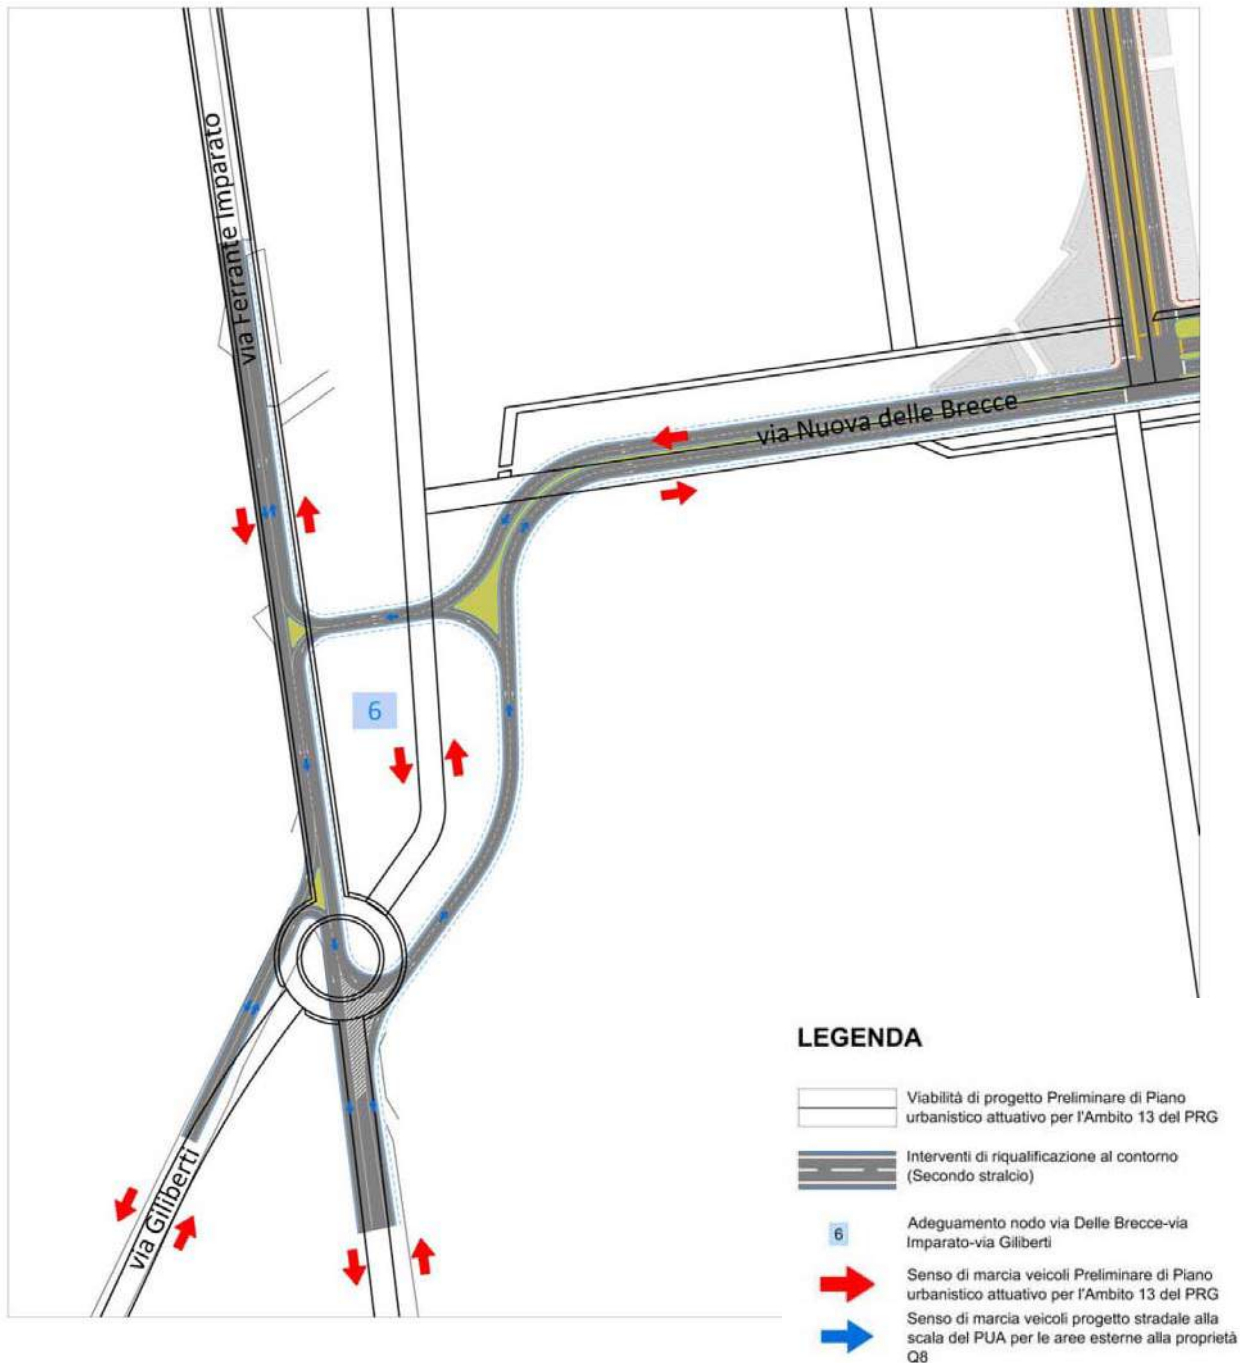 via Ferrante Imparato
via Nuova delle Brecce
6
via Giliberti
LEGENDA
Viabilità di progetto Preliminare di Piano
urbanistico attuativo per l'Ambito 13 del PRG
Interventi di riqualificazione al contorno
(Secondo stralcio)
6
Adeguamento nodo via Delle Brecce-via
Imparato-via Giliberti
Senso di marcia veicoli Preliminare di Piano
urbanistico attuativo per l'Ambito 13 del PRG
Senso di marcia veicoli progetto stradale alla
scala del PUA per le aree esterne alla proprietà
Q8